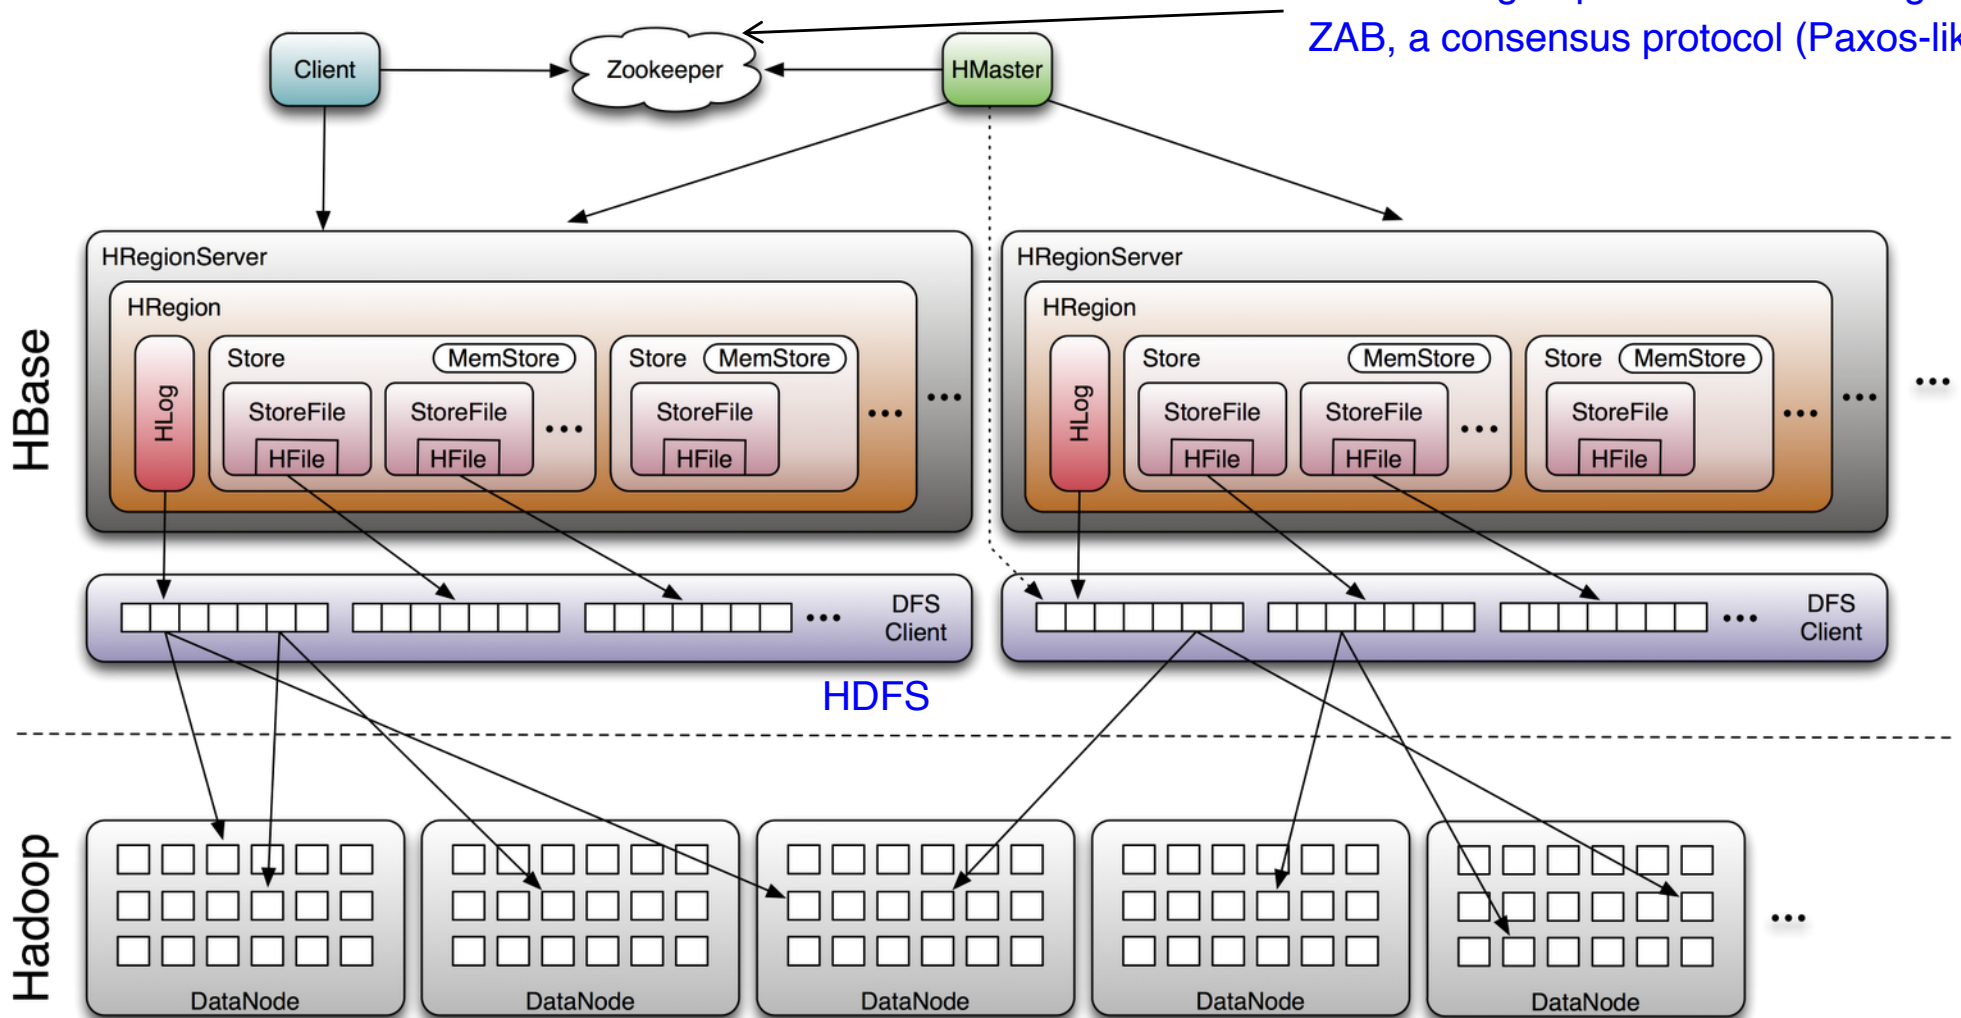 ZAB, a consensus protocol (Paxos-lik
Client
Zookeeper
HMaster
HBase
HRegionServer
HRegion
HLog
Store
MemStore
StoreFile
HFile
StoreFile
HFile
...
Store
MemStore
StoreFile
HFile
...
...
HRegionServer
HRegion
HLog
Store
MemStore
StoreFile
HFile
StoreFile
HFile
...
Store
MemStore
StoreFile
HFile
...
...
...
...
DFS
Client
...
DFS
Client
HDFS
Hadoop
DataNode
DataNode
DataNode
DataNode
DataNode
...